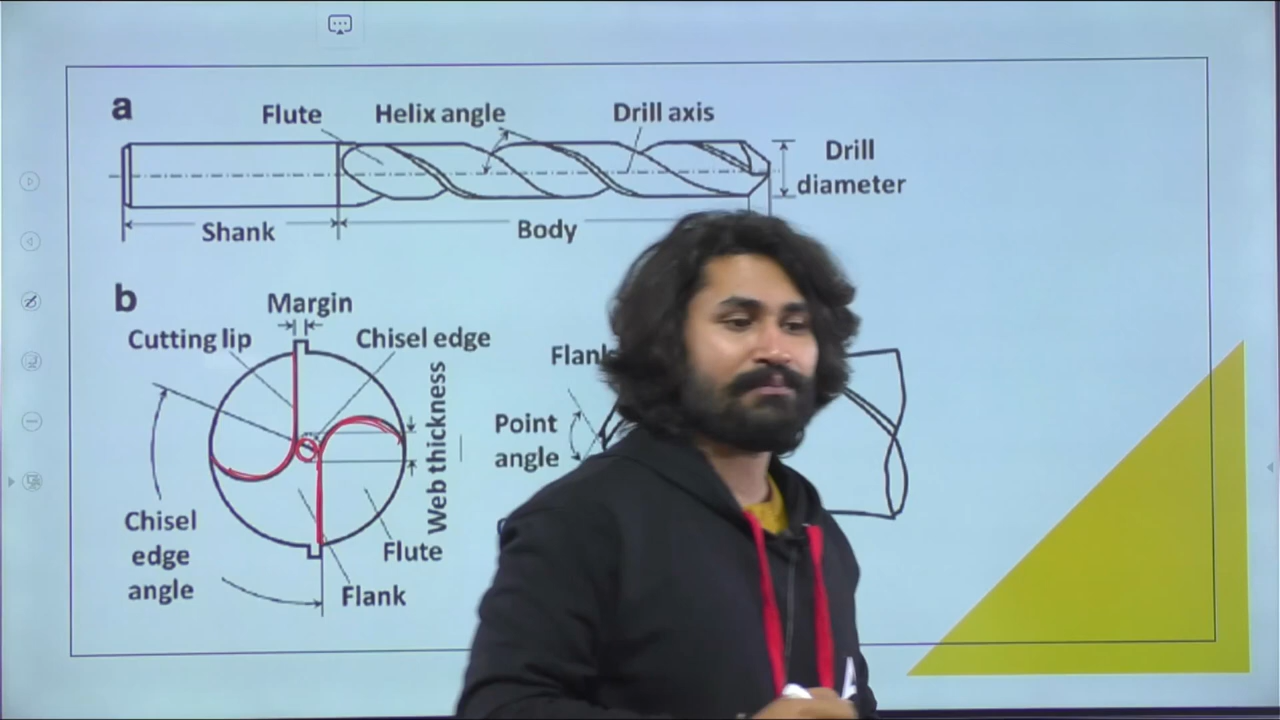 a
Flute
Helix angle
Drill axis
Drill
diameter
Shank
Body
b
Margin
Cutting lip
Chisel edge
Web thickness
Chisel
edge
angle
Flute
Flank
Flank
Point
angle